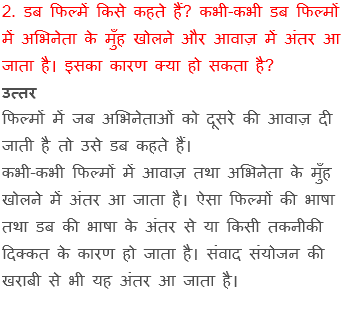 2. डब फिल्में किसे कहते हैं? कभी-कभी डब फिल्मों
में अभिनेता के मुँह खोलने और आवाज़ में अंतर आ
जाता है। इसका कारण क्या हो सकता है?
उत्तर
फिल्मों में जब अभिनेताओं को दूसरे की आवाज़ दी
जाती है तो उसे डब कहते हैं।
कभी-कभी फिल्मों में आवाज़ तथा अभिनेता के मुँह
खोलने में अंतर आ जाता है। ऐसा फिल्मों की भाषा
तथा डब की भाषा के अंतर से या किसी तकनीकी
दिक्कत के कारण हो जाता है। संवाद संयोजन की
खराबी से भी यह अंतर आ जाता है।